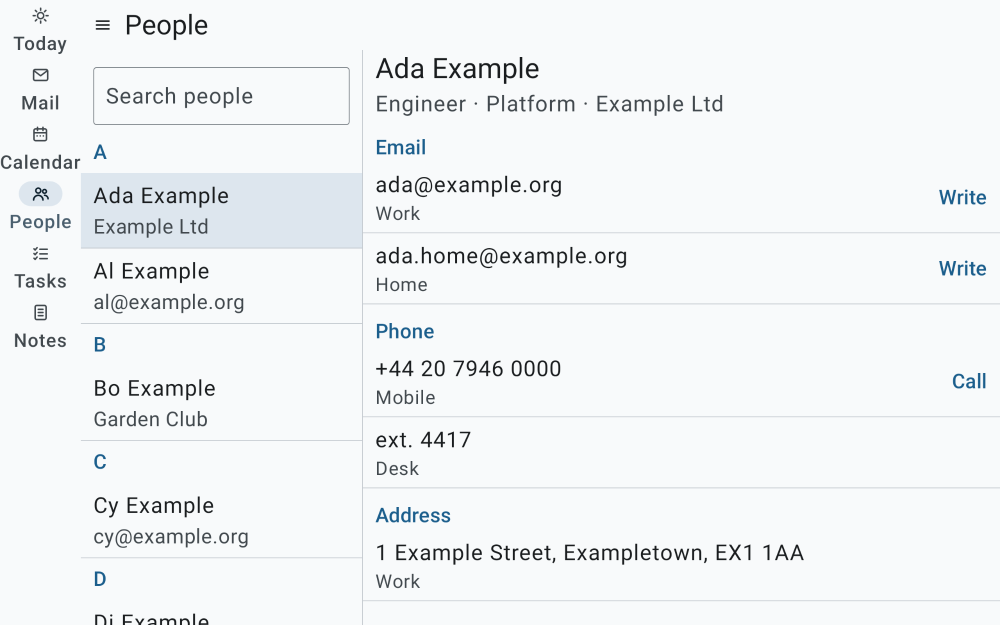 Today
Mail
Calendar
People
Tasks
Notes
People
Search people
A
Ada Example
Example Ltd
Al Example
al@example.org
B
Bo Example
Garden Club
C
Cy Example
cy@example.org
D
Di Example
Ada Example
Engineer · Platform · Example Ltd
Email
ada@example.org
Work
Write
ada.home@example.org
Home
Write
Phone
+44 20 7946 0000
Mobile
Call
ext. 4417
Desk
Address
1 Example Street, Exampletown, EX1 1AA
Work